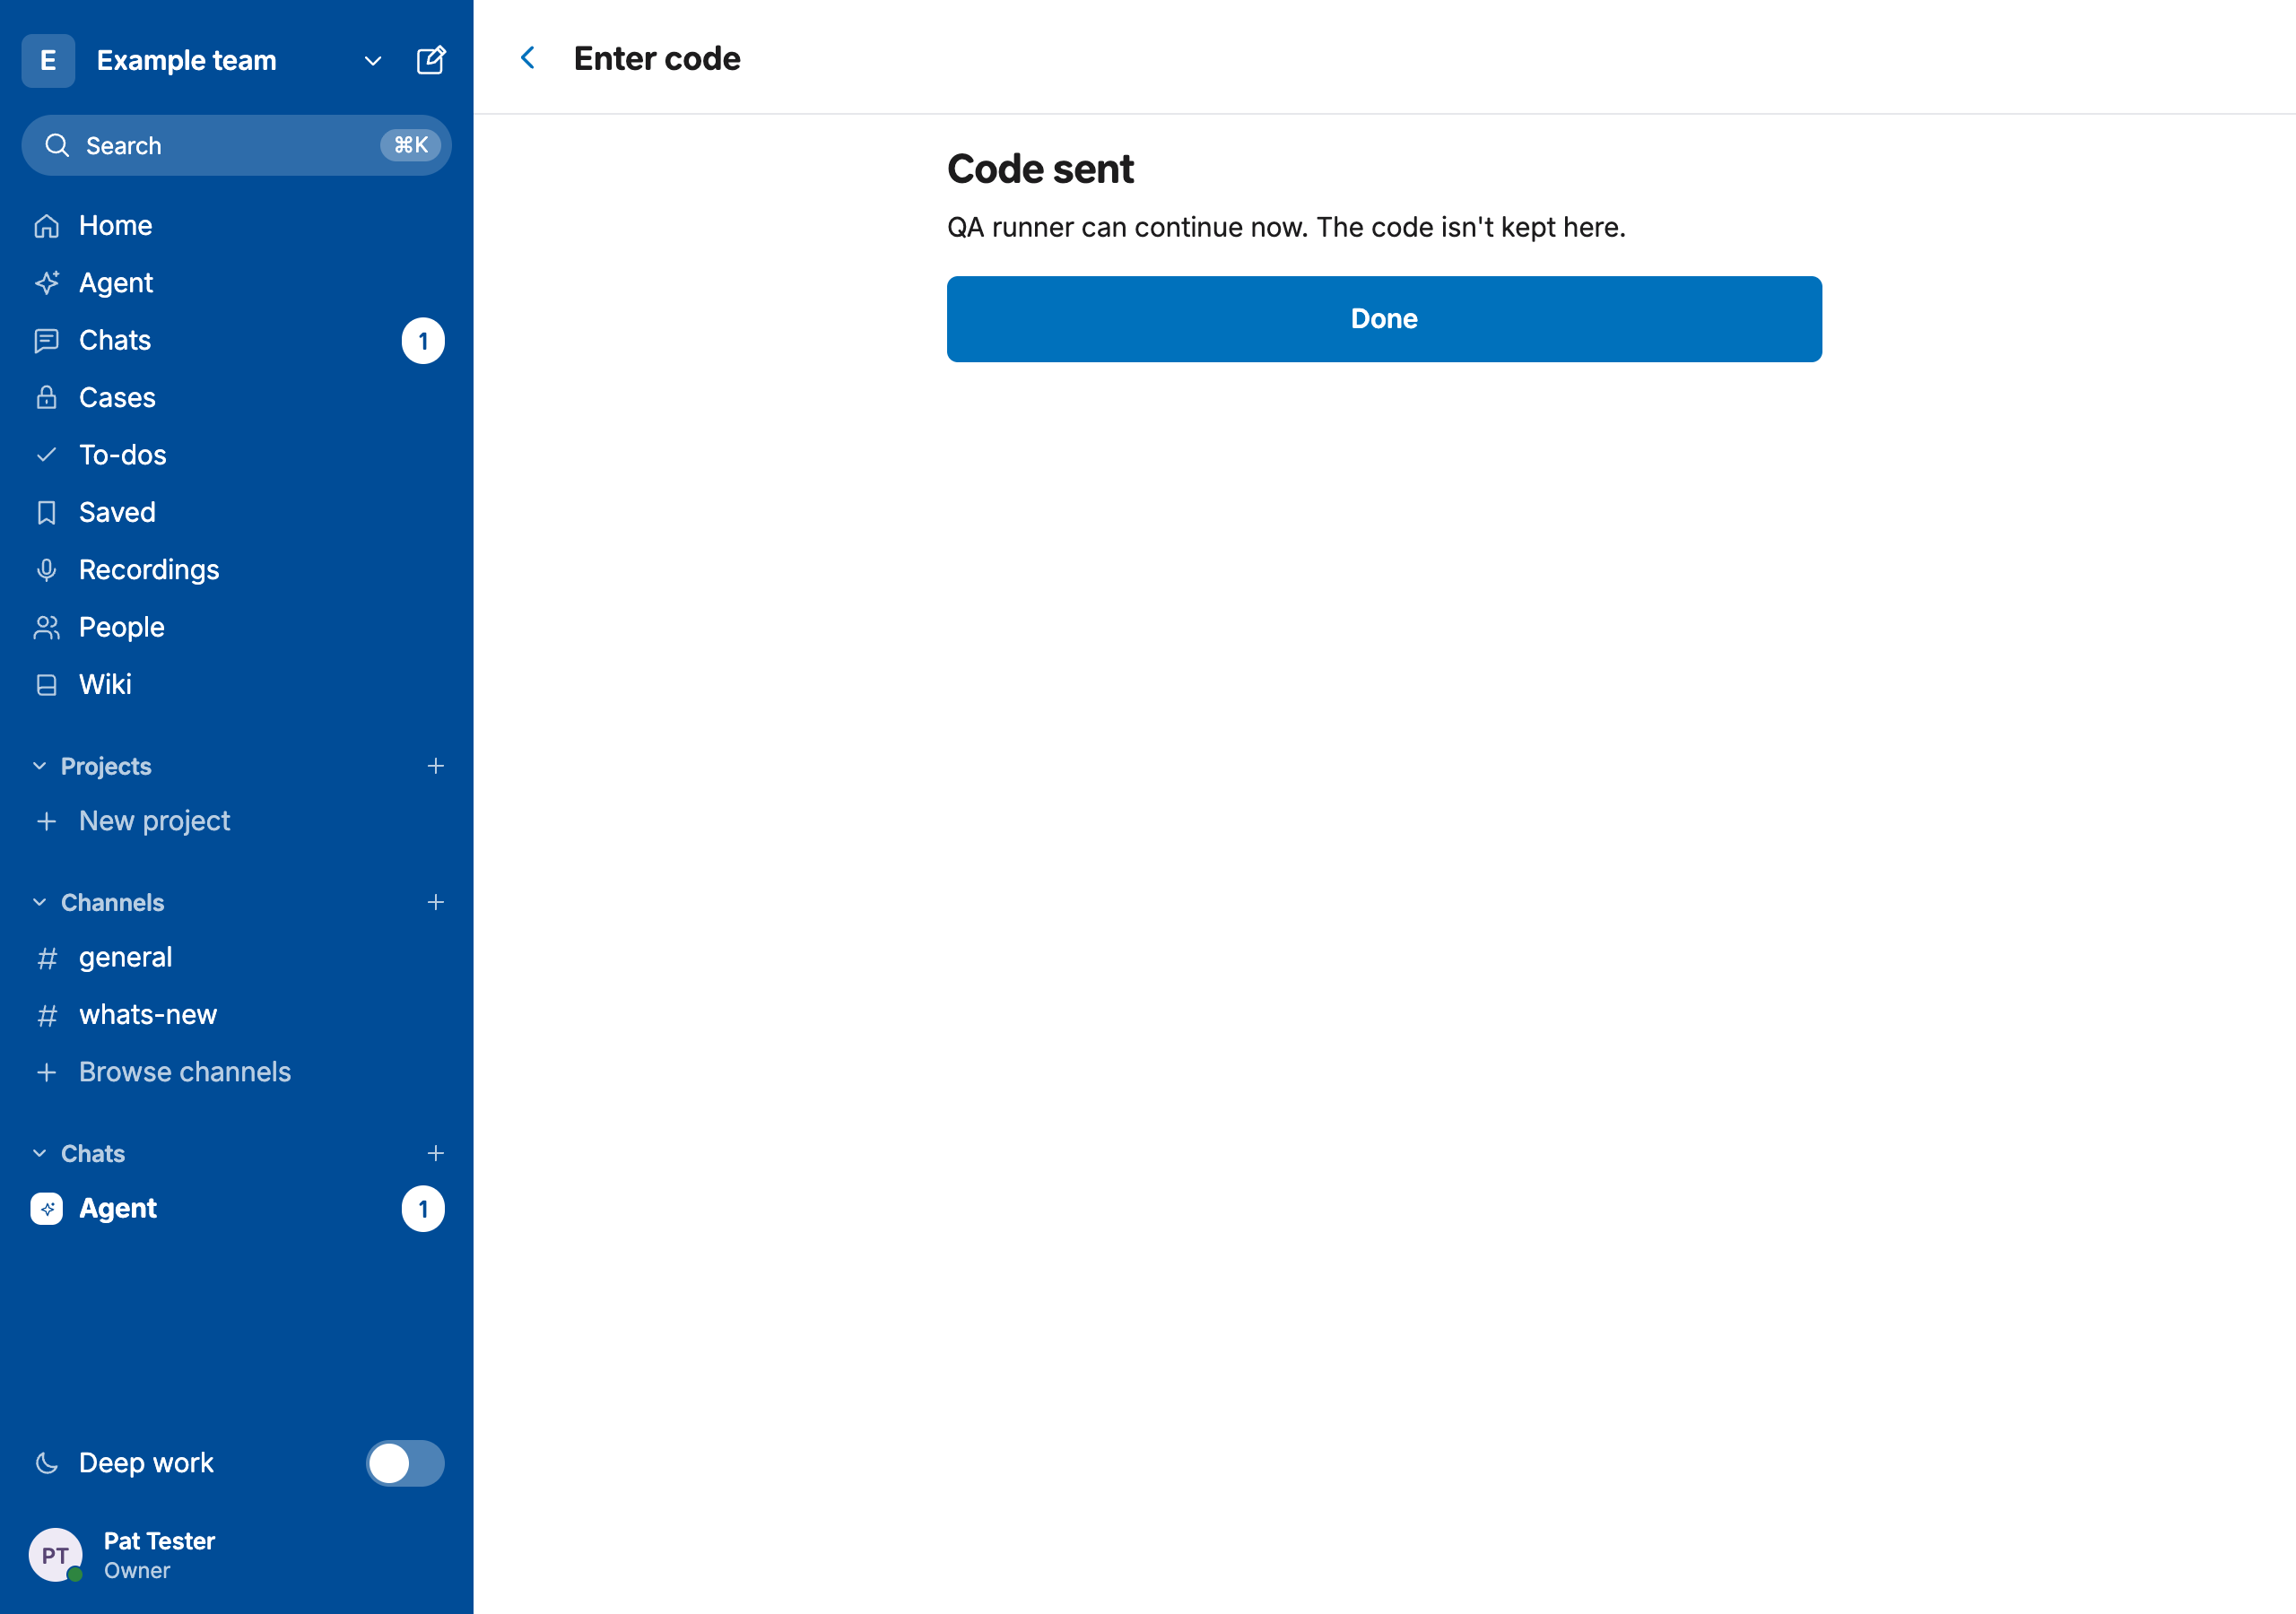 E
Example team
Search
⌘K
Home
Agent
Chats
1
Cases
To-dos
Saved
Recordings
People
Wiki
Projects
New project
Channels
# general
# whats-new
Browse channels
Chats
Agent
1
Deep work
PT
Pat Tester
Owner
Enter code
Code sent
QA runner can continue now. The code isn't kept here.
Done